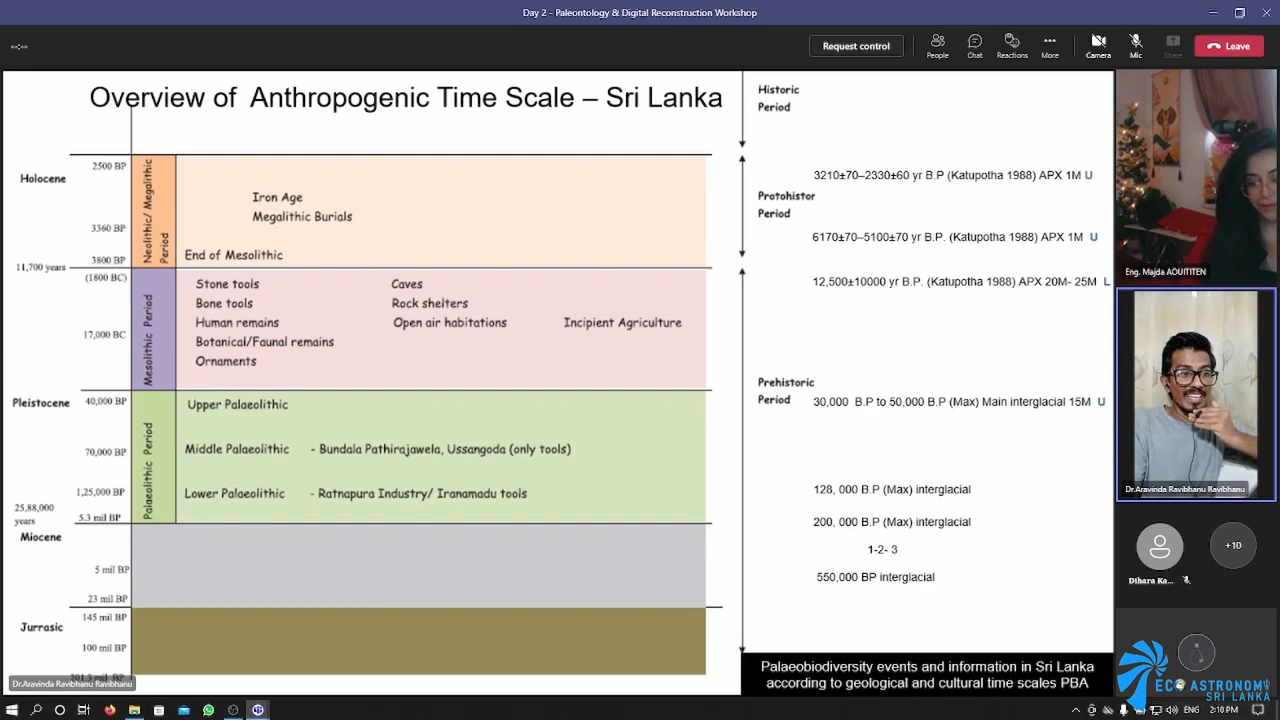 Day 2 - Paleontology & Digital Reconstruction Workshop
Request control
People
Chat
Reactions
More
Camera
Mic
Share
Leave
Overview of Anthropogenic Time Scale – Sri Lanka
Holocene
2500 BP
3360 BP
3800 BP
11,700 years
(1800 BC)
17,000 BC
Pleistocene
40,000 BP
70,000 BP
1,25,000 BP
25,88,000
years
5.3 mil BP
Miocene
5 mil BP
23 mil BP
145 mil BP
Jurrasic
100 mil BP
Neolithic/ Megalithic
Period
Mesolithic Period
Palaeolithic Period
Iron Age
Megalithic Burials
End of Mesolithic
Stone tools
Bone tools
Human remains
Botanical/Faunal remains
Ornaments
Caves
Rock shelters
Open air habitations
Incipient Agriculture
Upper Palaeolithic
Middle Palaeolithic - Bundala Pathirajawela, Ussangoda (only tools)
Lower Palaeolithic - Ratnapura Industry/ Iranamadu tools
Historic
Period
3210±70–2330±60 yr B.P (Katupotha 1988) APX 1M U
Protohistor
Period
6170±70–5100±70 yr B.P. (Katupotha 1988) APX 1M U
12,500±10000 yr B.P. (Katupotha 1988) APX 20M- 25M L
Prehistoric
Period
30,000 B.P to 50,000 B.P (Max) Main interglacial 15M U
128, 000 B.P (Max) interglacial
200, 000 B.P (Max) interglacial
1-2- 3
550,000 BP interglacial
Palaeobiodiversity events and information in Sri Lanka
according to geological and cultural time scales PBA
Dr.Aravinda Ravibhanu Ravibhanu
Eng. Majda AOUITITEN
Dr.Aravinda Ravibhanu Ravibhanu
Dihara Ka...
+10
ECO ASTRONOMY
SRI LANKA
ENG
2:10 PM